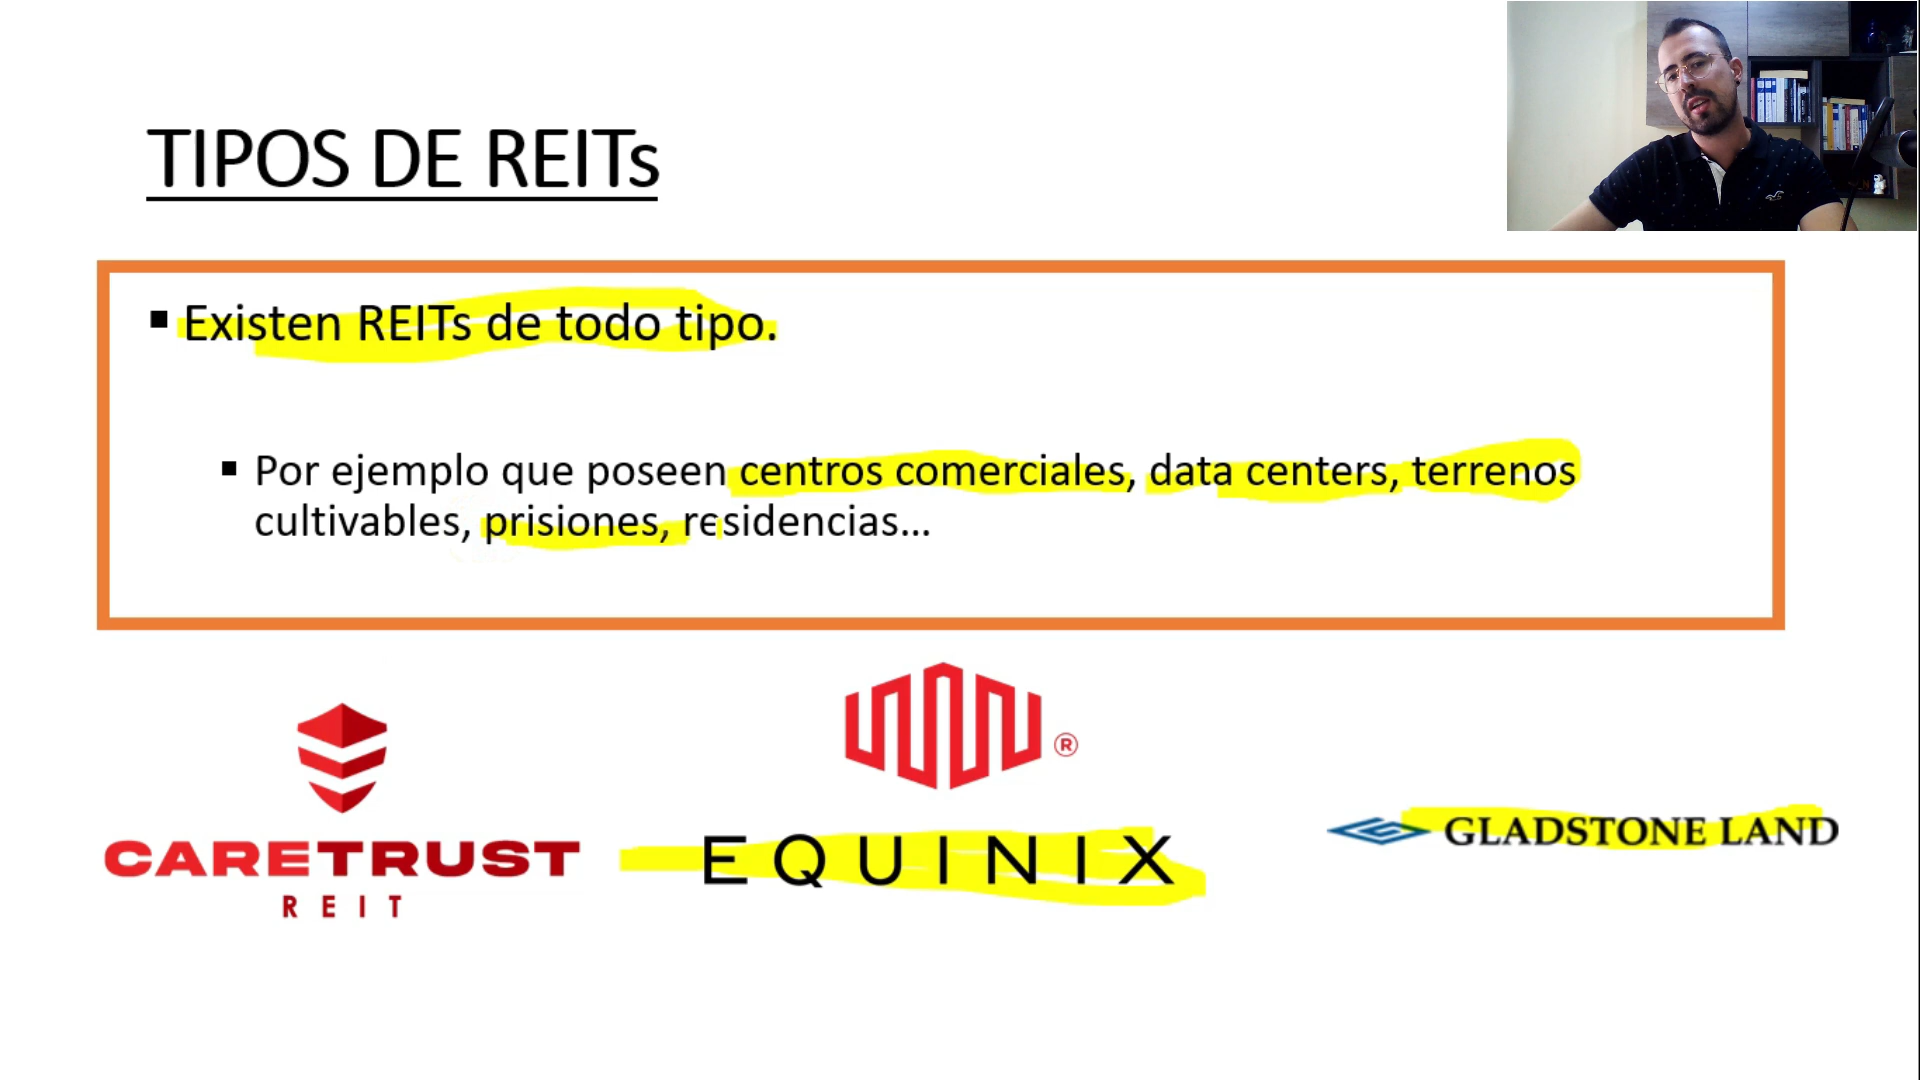 TIPOS DE REITs
▪ Existen REITs de todo tipo.
▪ Por ejemplo que poseen centros comerciales, data centers, terrenos
cultivables, prisiones, residencias...
CARETRUST
REIT
®
EQUINIX
GLADSTONE LAND